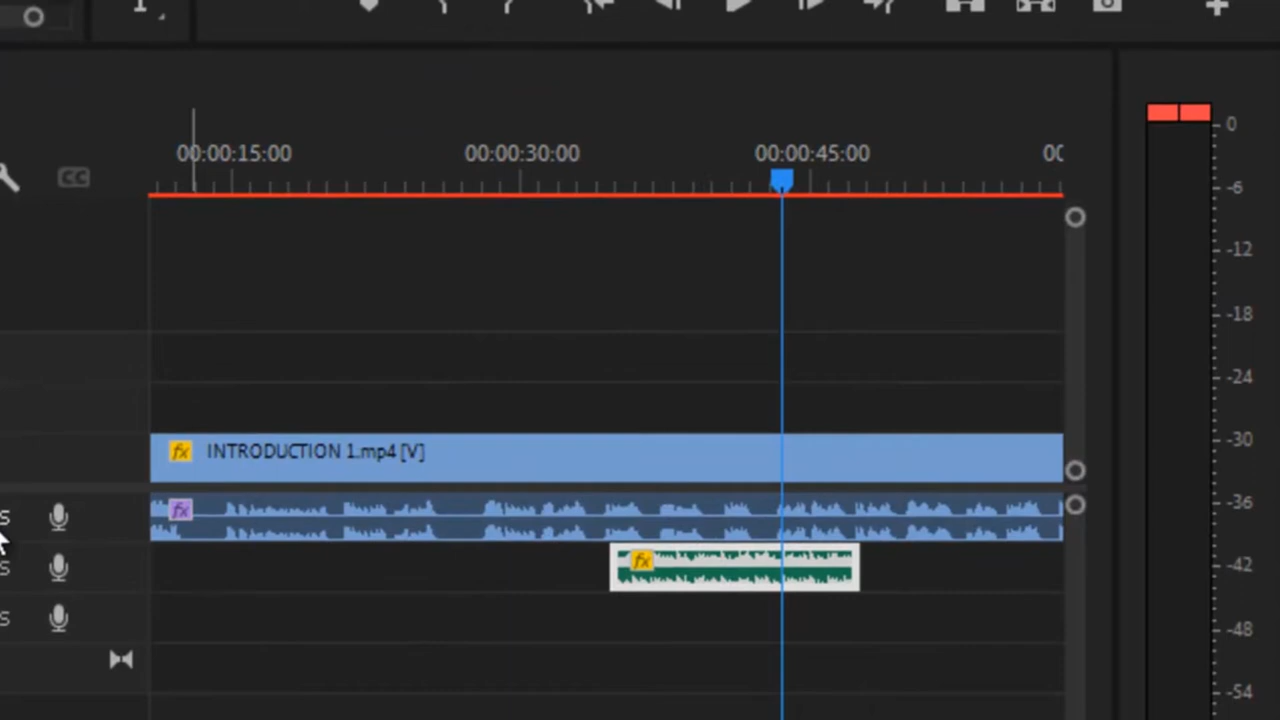 00:00:15:00 00:00:30:00 00:00:45:00 00
CC
0
-6
-12
-18
-24
-30
-36
-42
-48
-54
fx INTRODUCTION 1.mp4 [V]
S fx
S fx
S